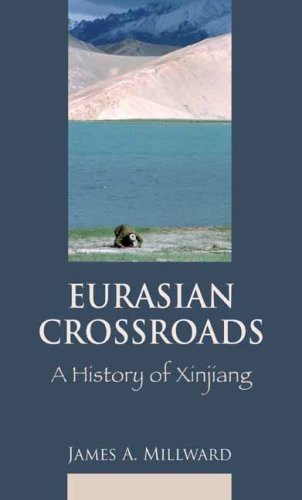 EURASIAN
CROSSROADS
A History of Xinjiang
JAMES A. MILLWARD